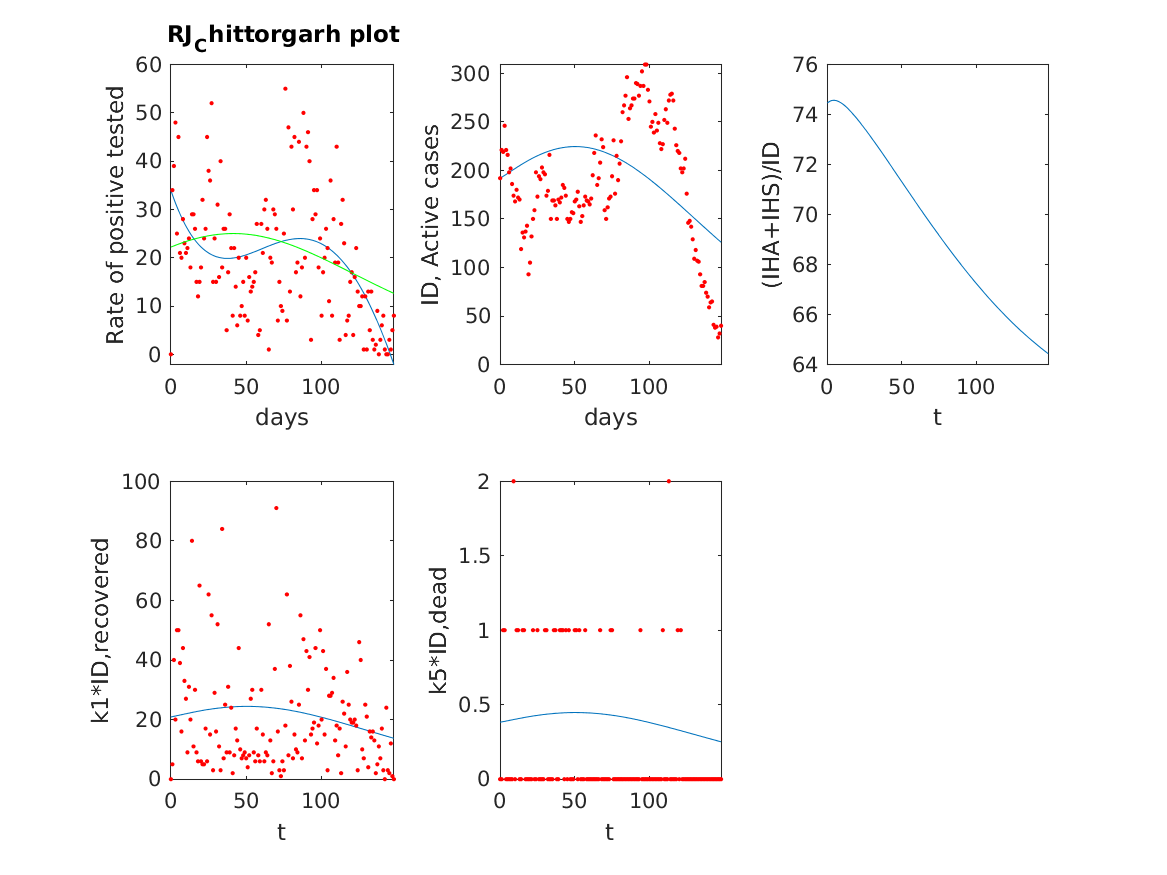 RJChittorgarh plot
60
50
40
30
20
10
0
0 50 100
days
Rate of positive tested
300
250
200
150
100
50
0
0 50 100
days
ID, Active cases
76
74
72
70
68
66
64
0 50 100
t
(IHA+IHS)/ID
100
80
60
40
20
0
0 50 100
t
k1*ID,recovered
2
1.5
1
0.5
0
0 50 100
t
k5*ID,dead